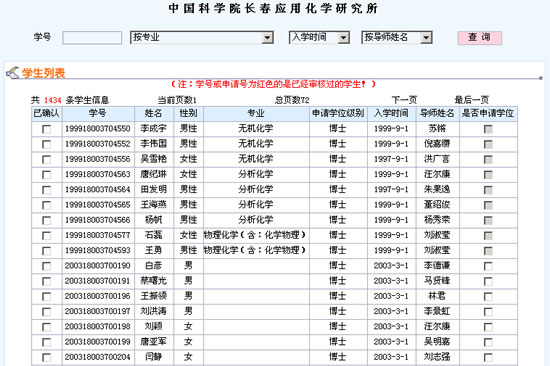 中国科学院长春应用化学研究所
学号 按专业 入学时间 按导师姓名 查 询
学生列表
（注：学号或申请号为红色的是已经审核过的学生！）
共 1434 条学生信息 当前页数1 总页数72 下一页 最后一页
已确认 学号 姓名 性别 专业 申请学位级别 入学时间 导师姓名 是否申请学位
199918003704550 李成宇 男性 无机化学 博士 1999-9-1 苏锵
199918003704552 李伟国 男性 无机化学 博士 1999-9-1 倪嘉缵
199918003704556 吴雪艳 女性 无机化学 博士 1997-9-1 洪广言
199918003704563 唐纪琳 女性 分析化学 博士 1999-9-1 汪尔康
199918003704564 田发明 男性 分析化学 博士 1997-9-1 朱果逸
199918003704565 王海燕 男性 分析化学 博士 1999-9-1 董绍俊
199918003704566 杨帆 男性 分析化学 博士 1999-9-1 杨秀荣
199918003704577 石磊 女性 物理化学(含：化学物理) 博士 1999-9-1 刘淑莹
199918003704593 王勇 男性 物理化学(含：化学物理) 博士 1999-9-1 刘淑莹
200318003700190 白彦 男 博士 2003-3-1 李德谦
200318003700191 蔡曙光 男 博士 2003-3-1 马贤锋
200318003700196 王振领 男 博士 2003-3-1 林君
200318003700197 刘洪涛 男 博士 2003-3-1 李景虹
200318003700198 刘颖 女 博士 2003-3-1 汪尔康
200318003700199 唐亚军 女 博士 2003-3-1 吴明嘉
200318003700204 闫静 女 博士 2003-3-1 刘志强